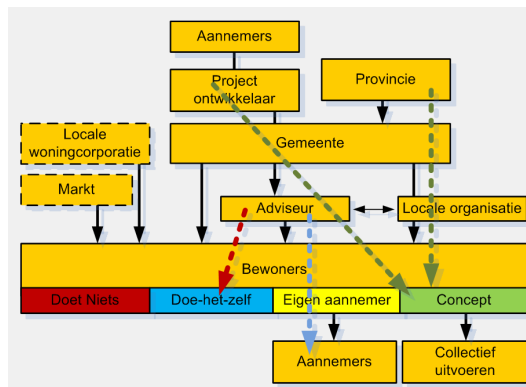 Aannemers
Project
ontwikkelaar
Provincie
Locale
woningcorporatie
Gemeente
Markt
Adviseur
Locale organisatie
Bewoners
Doet Niets
Doe-het-zelf
Eigen aannemer
Concept
Aannemers
Collectief
uitvoeren